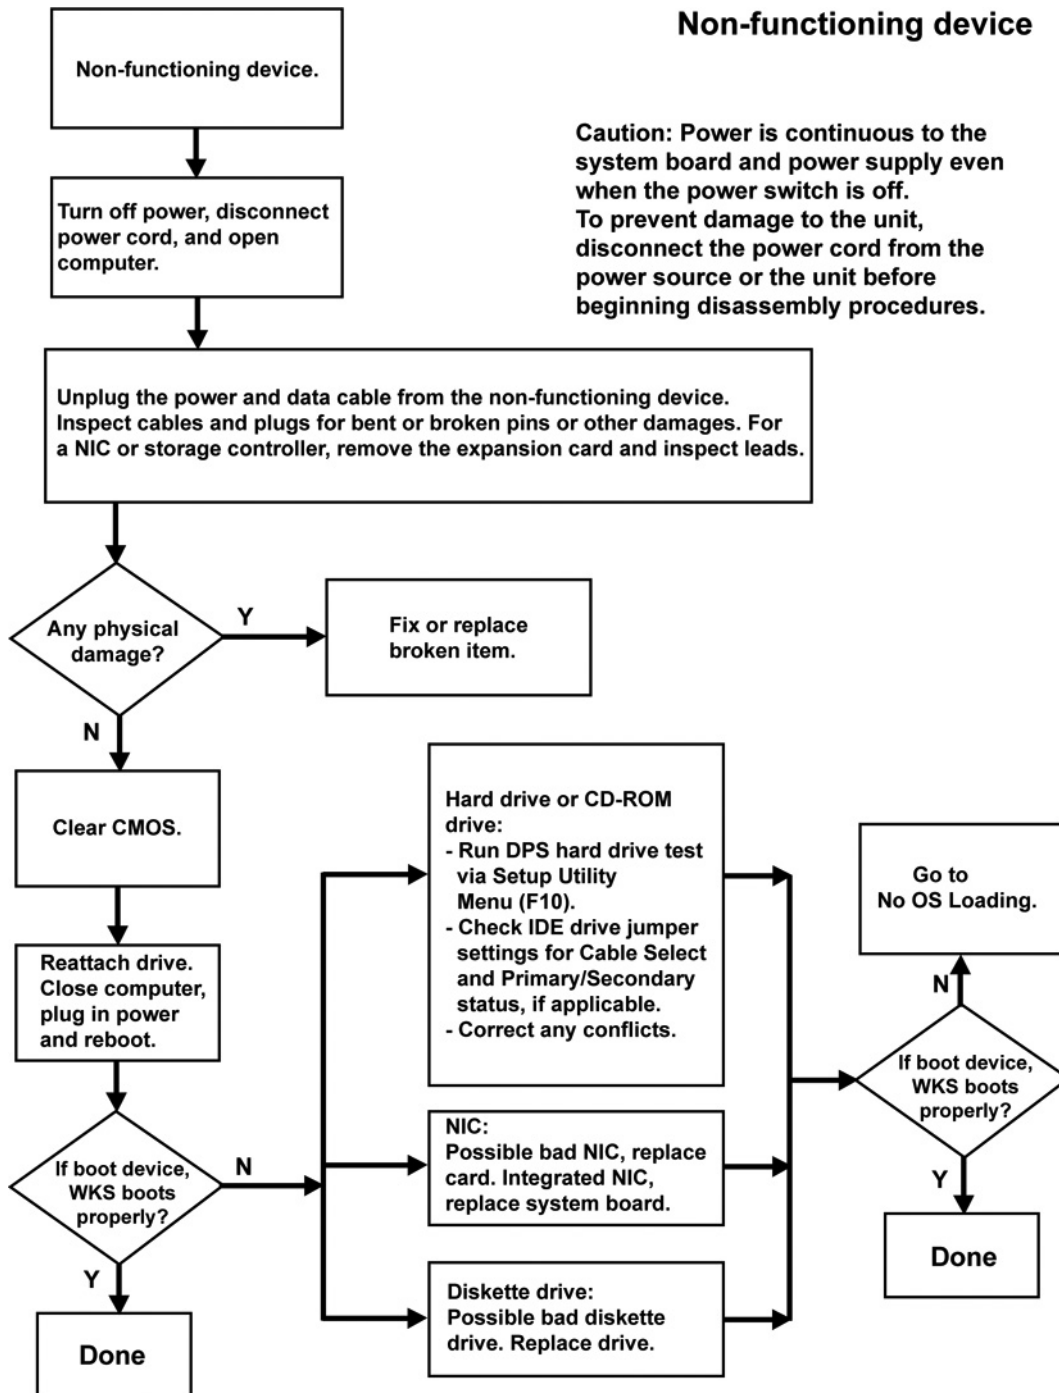 Non-functioning device
Non-functioning device.
Caution: Power is continuous to the
system board and power supply even
when the power switch is off.
To prevent damage to the unit,
disconnect the power cord from the
power source or the unit before
beginning disassembly procedures.
Turn off power, disconnect
power cord, and open
computer.
Unplug the power and data cable from the non-functioning device.
Inspect cables and plugs for bent or broken pins or other damages. For
a NIC or storage controller, remove the expansion card and inspect leads.
Any physical
damage?
Y
Fix or replace
broken item.
N
Clear CMOS.
Reattach drive.
Close computer,
plug in power
and reboot.
If boot device,
WKS boots
properly?
N
Y
Done
Hard drive or CD-ROM
drive:
- Run DPS hard drive test
via Setup Utility
Menu (F10).
- Check IDE drive jumper
settings for Cable Select
and Primary/Secondary
status, if applicable.
- Correct any conflicts.
NIC:
Possible bad NIC, replace
card. Integrated NIC,
replace system board.
Diskette drive:
Possible bad diskette
drive. Replace drive.
Go to
No OS Loading.
N
If boot device,
WKS boots
properly?
Y
Done